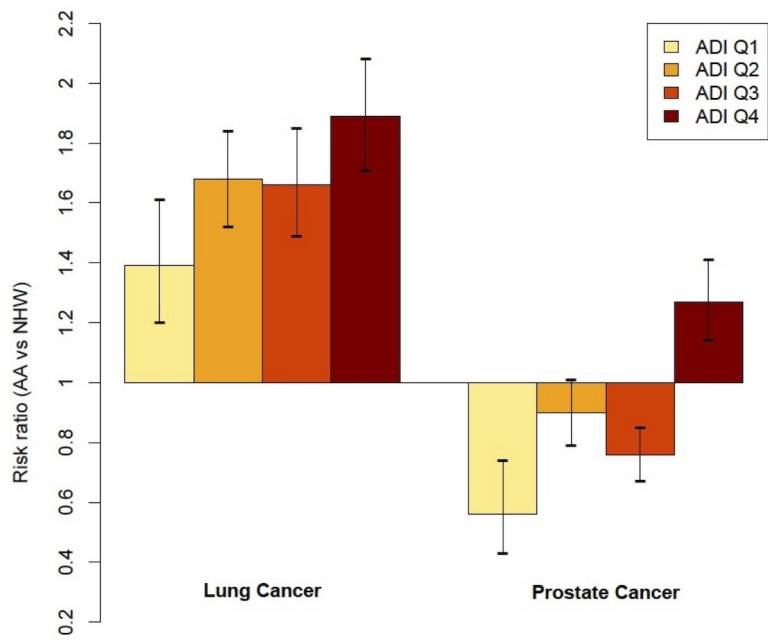 2.2
2
1.8
1.6
1.4
1.2
1
0.8
0.6
0.4
0.2
Risk ratio (AA vs NHW)
ADI Q1
ADI Q2
ADI Q3
ADI Q4
Lung Cancer
Prostate Cancer